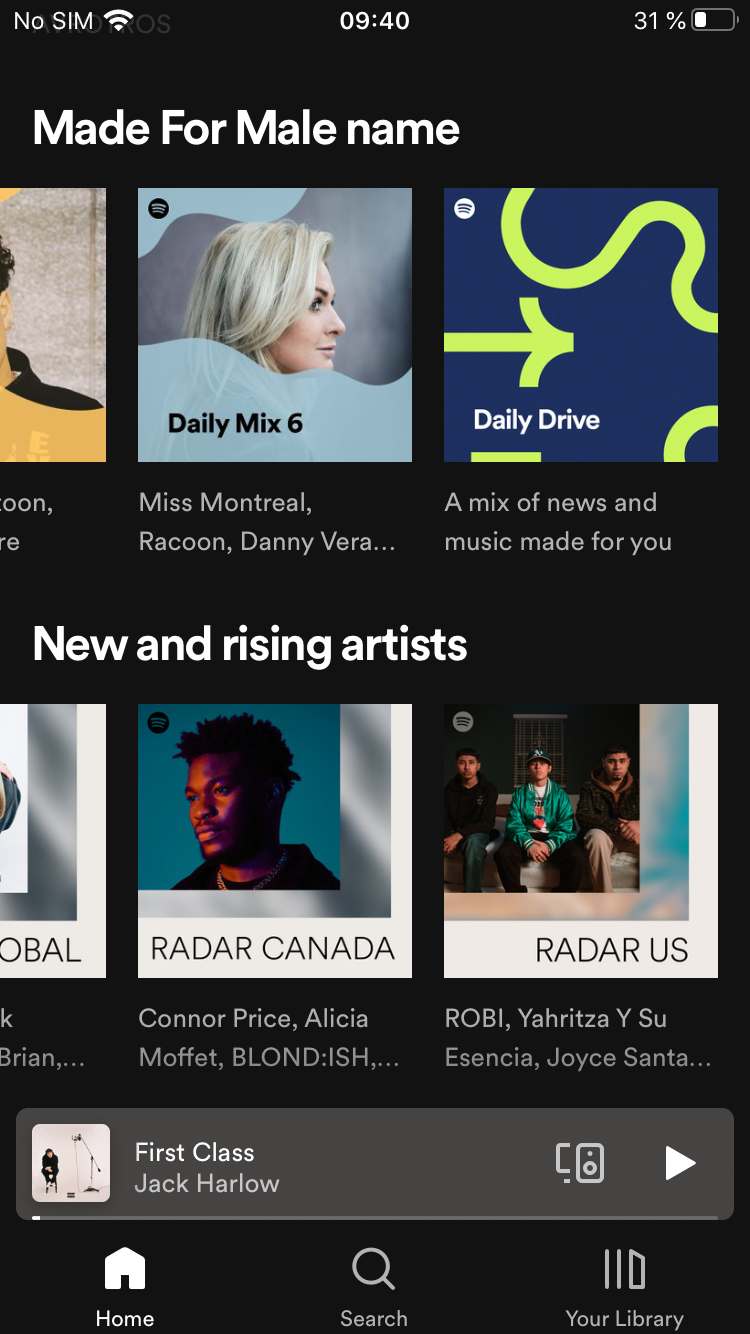 No SIM
09:40
31 %
AVROTROS
Made For Male name
Daily Mix 6
Daily Drive
toon,
re
Miss Montreal,
Racoon, Danny Vera...
A mix of news and
music made for you
New and rising artists
OBAL
RADAR CANADA
RADAR US
k
Brian,...
Connor Price, Alicia
Moffet, BLOND:ISH,...
ROBI, Yahritza Y Su
Esencia, Joyce Santa...
First Class
Jack Harlow
Home
Search
Your Library